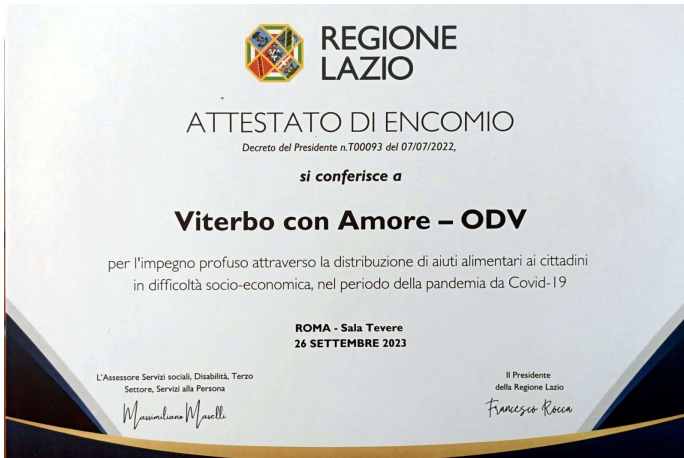 REGIONE
LAZIO
ATTESTATO DI ENCOMIO
Decreto del Presidente n.T00093 del 07/07/2022,
si conferisce a
Viterbo con Amore – ODV
per l'impegno profuso attraverso la distribuzione di aiuti alimentari ai cittadini
in difficoltà socio-economica, nel periodo della pandemia da Covid-19
ROMA - Sala Tevere
26 SETTEMBRE 2023
L'Assessore Servizi sociali, Disabilità, Terzo
Settore, Servizi alla Persona
Massimiliano Maselli
Il Presidente
della Regione Lazio
Francesco Rocca